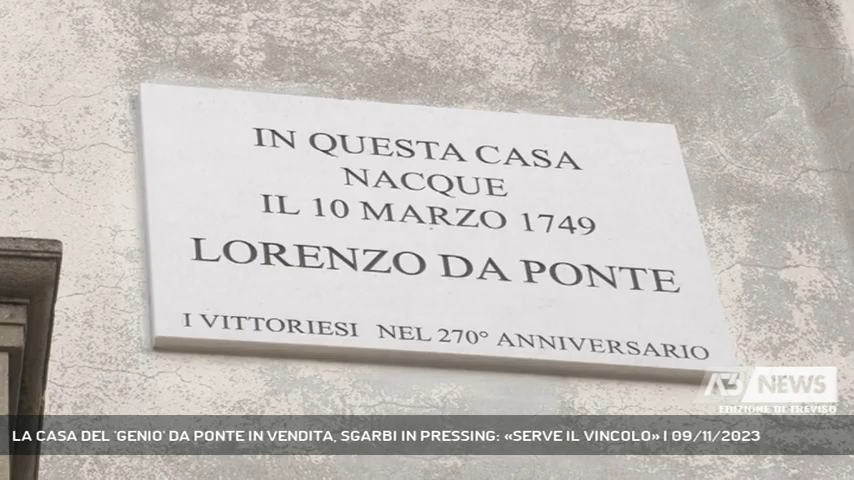 IN QUESTA CASA
NACQUE
IL 10 MARZO 1749
LORENZO DA PONTE
I VITTORIESI NEL 270° ANNIVERSARIO
A3 NEWS
EDIZIONE DI TREVISO
LA CASA DEL 'GENIO' DA PONTE IN VENDITA, SGARBI IN PRESSING: «SERVE IL VINCOLO» | 09/11/2023